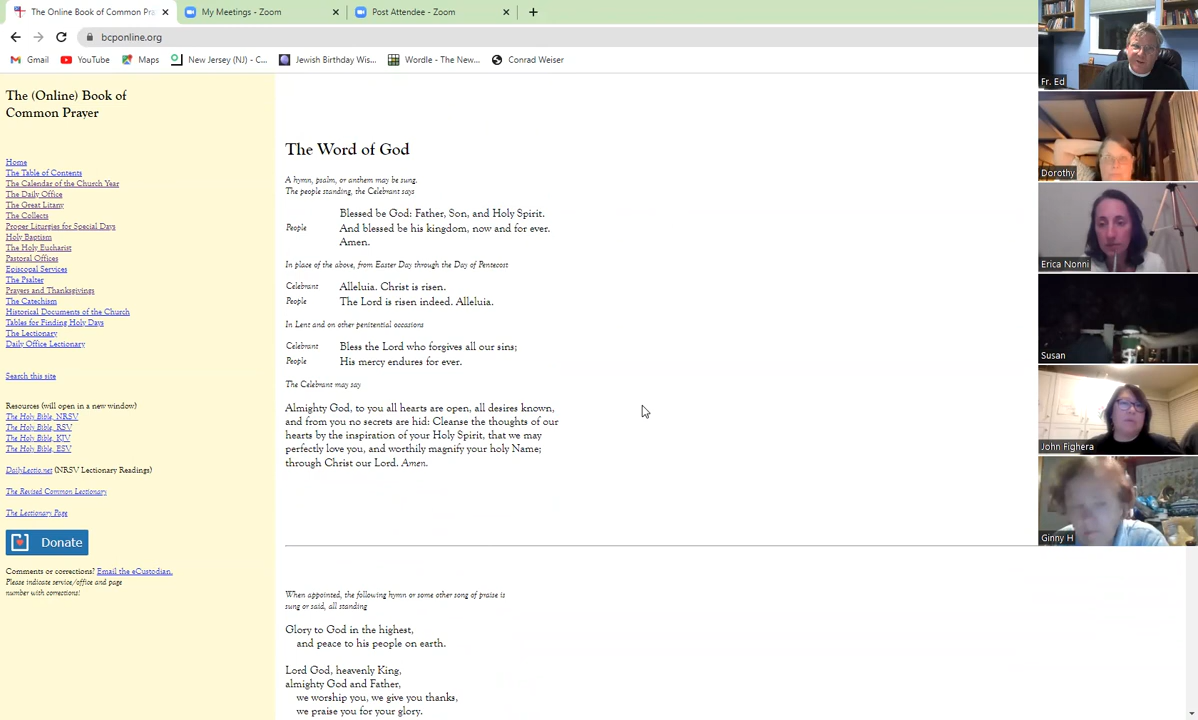 The Online Book of Common Pra
My Meetings - Zoom
Post Attendee - Zoom
bcponline.org
Gmail
YouTube
Maps
New Jersey (NJ) - C...
Jewish Birthday Wis...
Wordle - The New...
Conrad Weiser
The (Online) Book of
Common Prayer
Home
The Table of Contents
The Calendar of the Church Year
The Daily Office
The Great Litany
The Collects
Proper Liturgies for Special Days
Holy Baptism
The Holy Eucharist
Pastoral Offices
Episcopal Services
The Psalter
Prayers and Thanksgivings
The Catechism
Historical Documents of the Church
Tables for Finding Holy Days
The Lectionary
Daily Office Lectionary
Search this site
Resources (will open in a new window)
The Holy Bible, NRSV
The Holy Bible, RSV
The Holy Bible, KJV
The Holy Bible, ESV
DailyLectio.net (NRSV Lectionary Readings)
The Revised Common Lectionary
The Lectionary Page
Donate
Comments or corrections? Email the eCustodian.
Please indicate service/office and page
number with corrections!
The Word of God
A hymn, psalm, or anthem may be sung.
The people standing, the Celebrant says
Blessed be God: Father, Son, and Holy Spirit.
People And blessed be his kingdom, now and for ever.
Amen.
In place of the above, from Easter Day through the Day of Pentecost
Celebrant Alleluia. Christ is risen.
People The Lord is risen indeed. Alleluia.
In Lent and on other penitential occasions
Celebrant Bless the Lord who forgives all our sins;
People His mercy endures for ever.
The Celebrant may say
Almighty God, to you all hearts are open, all desires known,
and from you no secrets are hid: Cleanse the thoughts of our
hearts by the inspiration of your Holy Spirit, that we may
perfectly love you, and worthily magnify your holy Name;
through Christ our Lord. Amen.
When appointed, the following hymn or some other song of praise is
sung or said, all standing
Glory to God in the highest,
and peace to his people on earth.
Lord God, heavenly King,
almighty God and Father,
we worship you, we give you thanks,
we praise you for your glory.
Fr. Ed
Dorothy
Erica Nonni
Susan
John Fighera
Ginny H